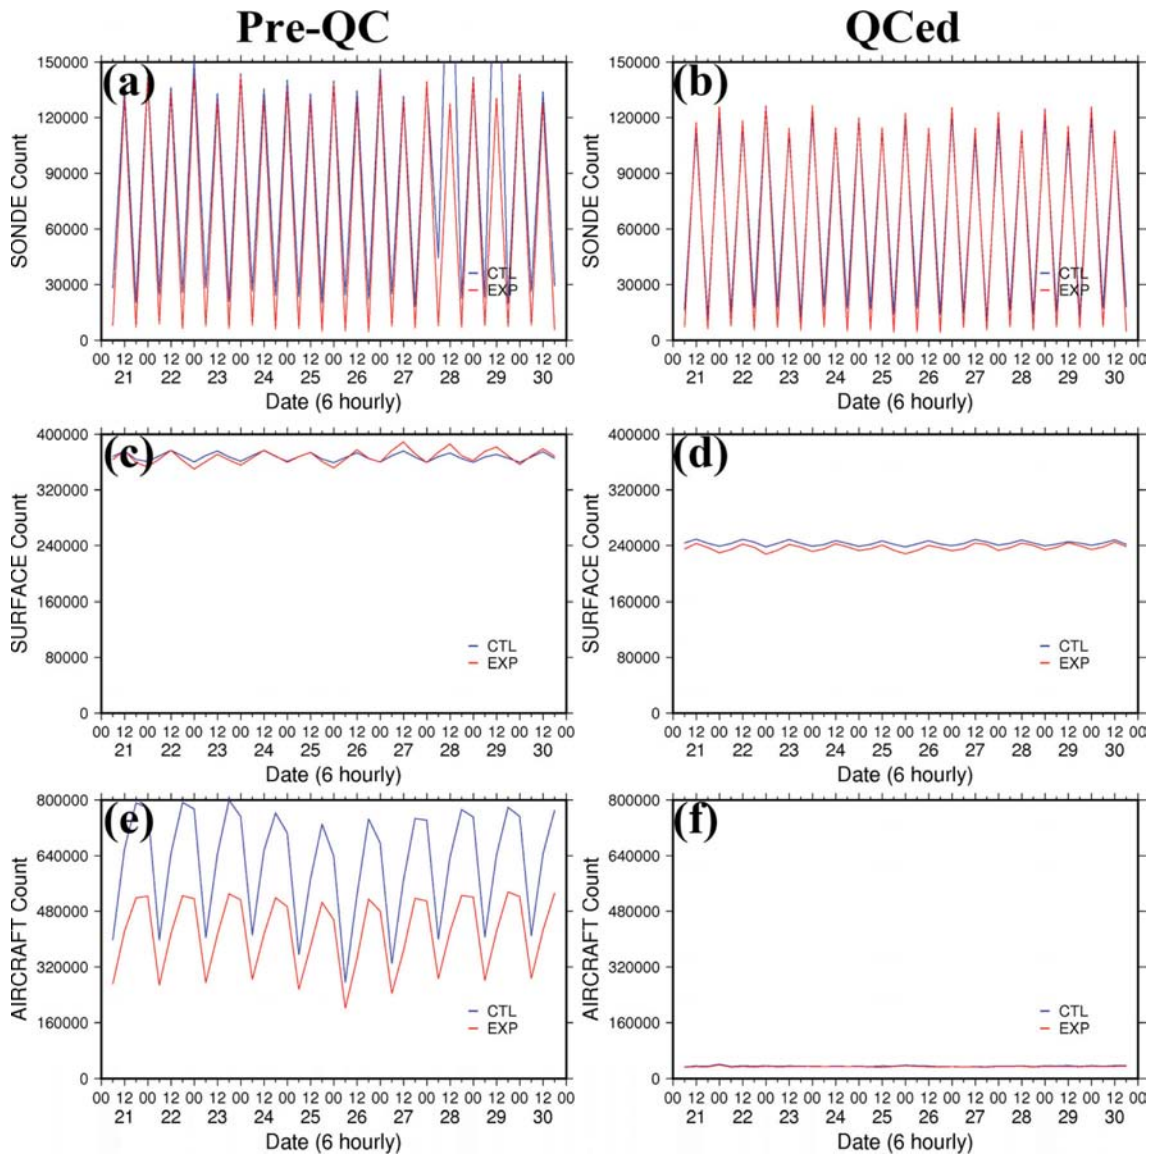 Pre-QC QCed
(a) (b)
150000 150000
120000 120000
90000 90000
60000 60000
30000 30000
0 0
SONDE Count SONDE Count
CTL CTL
EXP EXP
00 12 00 12 00 12 00 12 00 12 00 12 00 12 00 12 00 12 00 12 00 00 12 00 12 00 12 00 12 00 12 00 12 00 12 00 12 00 12 00 12 00
21 22 23 24 25 26 27 28 29 30 21 22 23 24 25 26 27 28 29 30
Date (6 hourly) Date (6 hourly)
(c) (d)
400000 400000
320000 320000
240000 240000
160000 160000
80000 80000
0 0
SURFACE Count SURFACE Count
CTL CTL
EXP EXP
00 12 00 12 00 12 00 12 00 12 00 12 00 12 00 12 00 12 00 12 00 00 12 00 12 00 12 00 12 00 12 00 12 00 12 00 12 00 12 00 12 00
21 22 23 24 25 26 27 28 29 30 21 22 23 24 25 26 27 28 29 30
Date (6 hourly) Date (6 hourly)
(e) (f)
800000 800000
640000 640000
480000 480000
320000 320000
160000 160000
0 0
AIRCRAFT Count AIRCRAFT Count
CTL CTL
EXP EXP
00 12 00 12 00 12 00 12 00 12 00 12 00 12 00 12 00 12 00 12 00 00 12 00 12 00 12 00 12 00 12 00 12 00 12 00 12 00 12 00 12 00
21 22 23 24 25 26 27 28 29 30 21 22 23 24 25 26 27 28 29 30
Date (6 hourly) Date (6 hourly)